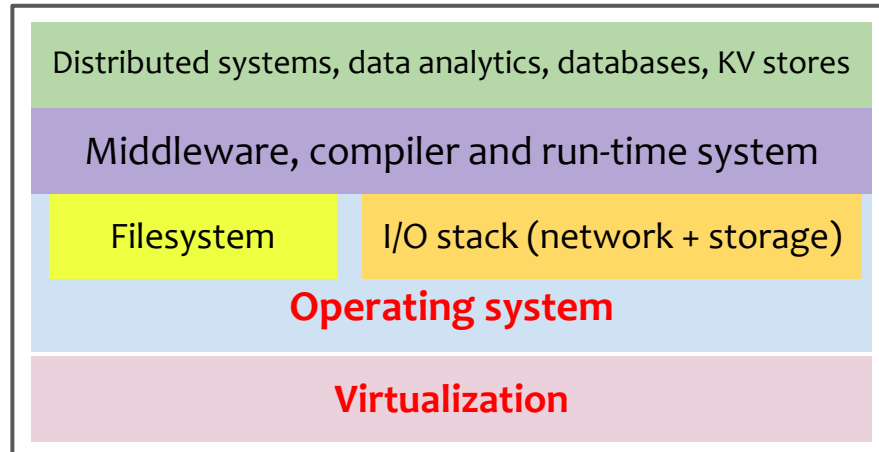 Distributed systems, data analytics, databases, KV stores
Middleware, compiler and run-time system
Filesystem
I/O stack (network + storage)
Operating system
Virtualization